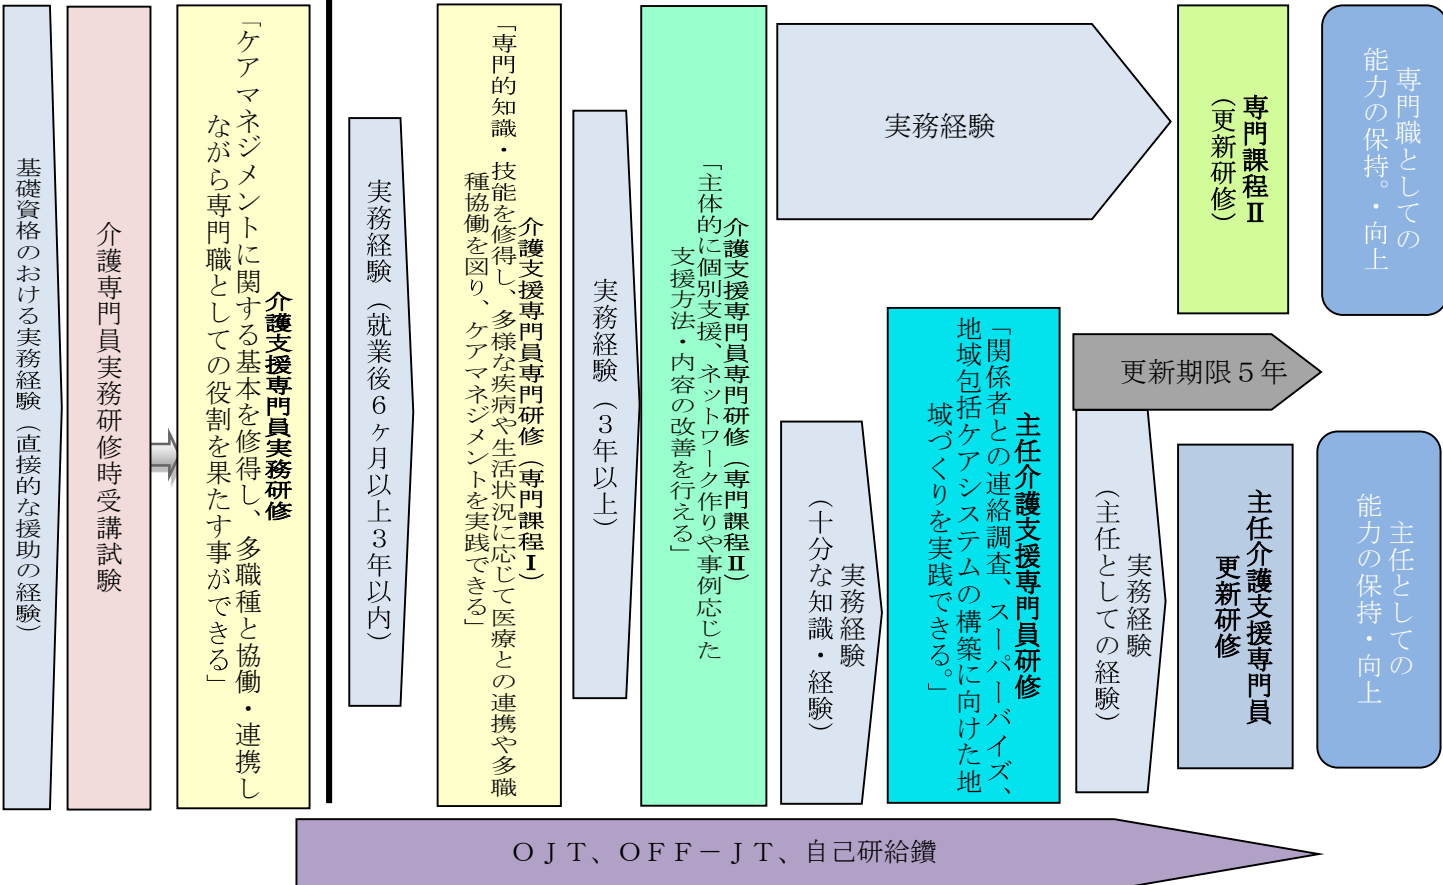 基礎資格のおける実務経験（直接的な援助の経験）
介護専門員実務研修時受講試験
介護支援専門員実務研修
「ケアマネジメントに関する基本を修得し、多職種と協働・連携し
ながら専門職としての役割を果たす事ができる」
実務経験（就業後６ヶ月以上３年以内）
介護支援専門員専門研修（専門課程Ⅰ）
「専門的知識・技能を修得し、多様な疾病や生活状況に応じて医療との連携や多職
種協働を図り、ケアマネジメントを実践できる」
実務経験（３年以上）
介護支援専門員専門研修（専門課程Ⅱ）
「主体的に個別支援、ネットワーク作りや事例応じた
支援方法・内容の改善を行える」
実務経験
専門課程Ⅱ
（更新研修）
専門職としての
能力の保持。・向上
実務経験
（十分な知識・経験）
主任介護支援専門員研修
「関係者との連絡調査、スーパーバイズ、
地域包括ケアシステムの構築に向けた地
域づくりを実践できる。」
更新期限５年
実務経験
（主任としての経験）
主任介護支援専門員
更新研修
主任としての
能力の保持・向上
ＯＪＴ、ＯＦＦ－ＪＴ、自己研給鑽